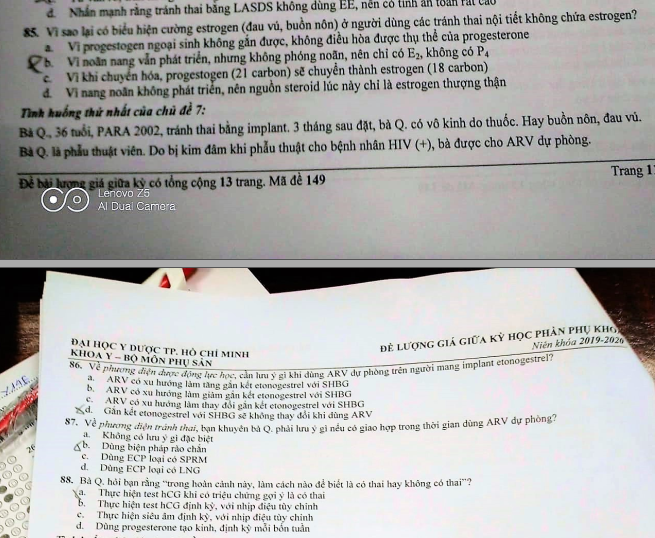 d. Nhấn mạnh rằng tránh thai bằng LASDS không dùng EE, nên có tính an toàn rất cao
85. Vì sao lại có biểu hiện cường estrogen (đau vú, buồn nôn) ở người dùng các tránh thai nội tiết không chứa estrogen?
a. Vì progestogen ngoại sinh không gắn được, không điều hòa được thụ thể của progesterone
b. Vì noãn nang vẫn phát triển, nhưng không phóng noãn, nên chỉ có E2, không có P4
c. Vì khi chuyển hóa, progestogen (21 carbon) sẽ chuyển thành estrogen (18 carbon)
d. Vì nang noãn không phát triển, nên nguồn steroid lúc này chỉ là estrogen thượng thận
Tình huống thứ nhất của chủ đề 7:
Bà Q., 36 tuổi, PARA 2002, tránh thai bằng implant. 3 tháng sau đặt, bà Q. có vô kinh do thuốc. Hay buồn nôn, đau vú.
Bà Q. là phẫu thuật viên. Do bị kim đâm khi phẫu thuật cho bệnh nhân HIV (+), bà được cho ARV dự phòng.
Đề bài lượng giá giữa kỳ có tổng cộng 13 trang. Mã đề 149
Trang 1
Lenovo Z6
AI Dual Camera
ĐẠI HỌC Y DƯỢC TP. HỒ CHÍ MINH
KHOA Y – BỘ MÔN PHỤ SẢN
ĐỀ LƯỢNG GIÁ GIỮA KỲ HỌC PHẦN PHỤ KHO
Niên khóa 2019-2020
86. Về phương diện dược động lực học, cần lưu ý gì khi dùng ARV dự phòng trên người mang implant etonogestrel?
a. ARV có xu hướng làm tăng gắn kết etonogestrel với SHBG
b. ARV có xu hướng làm giảm gắn kết etonogestrel với SHBG
c. ARV có xu hướng làm thay đổi gắn kết etonogestrel với SHBG
d. Gắn kết etonogestrel với SHBG sẽ không thay đổi khi dùng ARV
87. Về phương diện tránh thai, bạn khuyên bà Q. phải lưu ý gì nếu có giao hợp trong thời gian dùng ARV dự phòng?
a. Không có lưu ý gì đặc biệt
b. Dùng biện pháp rào chắn
c. Dùng ECP loại có SPRM
d. Dùng ECP loại có LNG
88. Bà Q. hỏi bạn rằng "trong hoàn cảnh này, làm cách nào để biết là có thai hay không có thai"?
a. Thực hiện test hCG khi có triệu chứng gợi ý là có thai
b. Thực hiện test hCG định kỳ, với nhịp điệu tùy chỉnh
c. Thực hiện siêu âm định kỳ, với nhịp điệu tùy chỉnh
d. Dùng progesterone tạo kinh, định kỳ mỗi bốn tuần